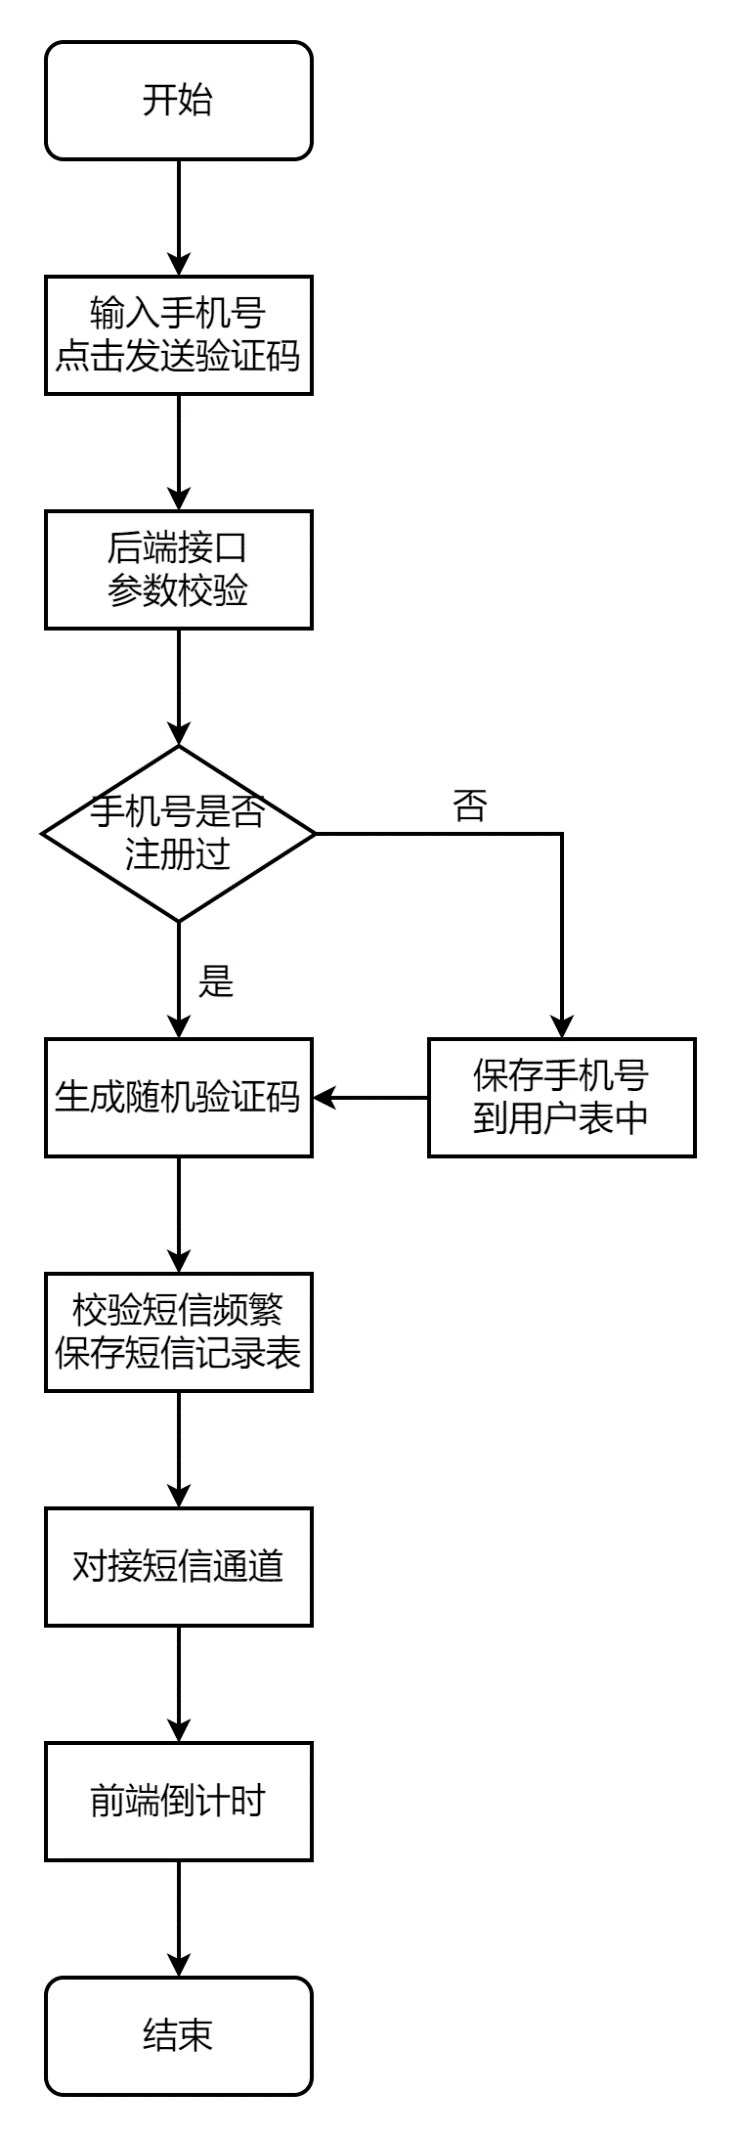 开始
输入手机号
点击发送验证码
后端接口
参数校验
手机号是否
注册过
否
是
生成随机验证码
保存手机号
到用户表中
校验短信频繁
保存短信记录表
对接短信通道
前端倒计时
结束